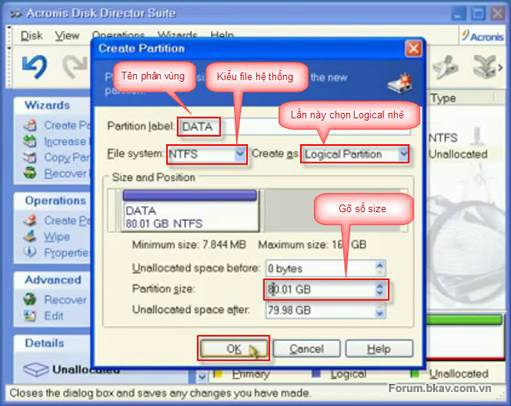 Acronis Disk Director Suite
Disk View Operations Wizards Help
Acronis
Create Partition
Tên phân vùng
Kiểu file hệ thống
the new
partition.
Lần này chọn Logical nhé
Partition label: DATA
File system: NTFS Create as: Logical Partition
Size and Position
DATA
80.01 GB NTFS
Gõ số size
Minimum size: 7.844 MB Maximum size: 16 GB
Unallocated space before: 0 bytes
Partition size: 80.01 GB
Unallocated space after: 79.98 GB
OK Cancel Help
Wizards
Create Pa
Increase
Copy Par
Recover
Operations
Create Pa
Wipe
Propertie
Advanced
Recover
Edit
Details
Unallocated
Type
NTFS
Unallocated
Primary Logical Unallocated
Closes the dialog box and saves any changes you have made.
Forum.bkav.com.vn